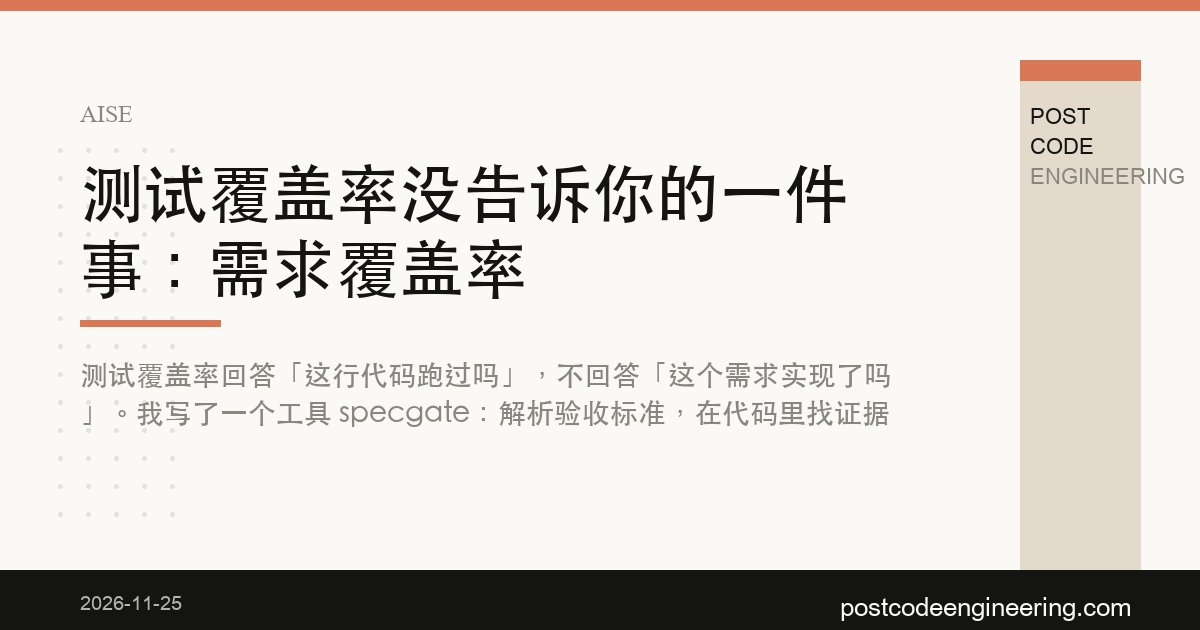 AISE
测试覆盖率没告诉你的一件
事：需求覆盖率
测试覆盖率回答「这行代码跑过吗」，不回答「这个需求实现了吗
」。我写了一个工具 specgate：解析验收标准，在代码里找证据
POST
CODE
ENGINEERING
2026-11-25
postcodeengineering.com